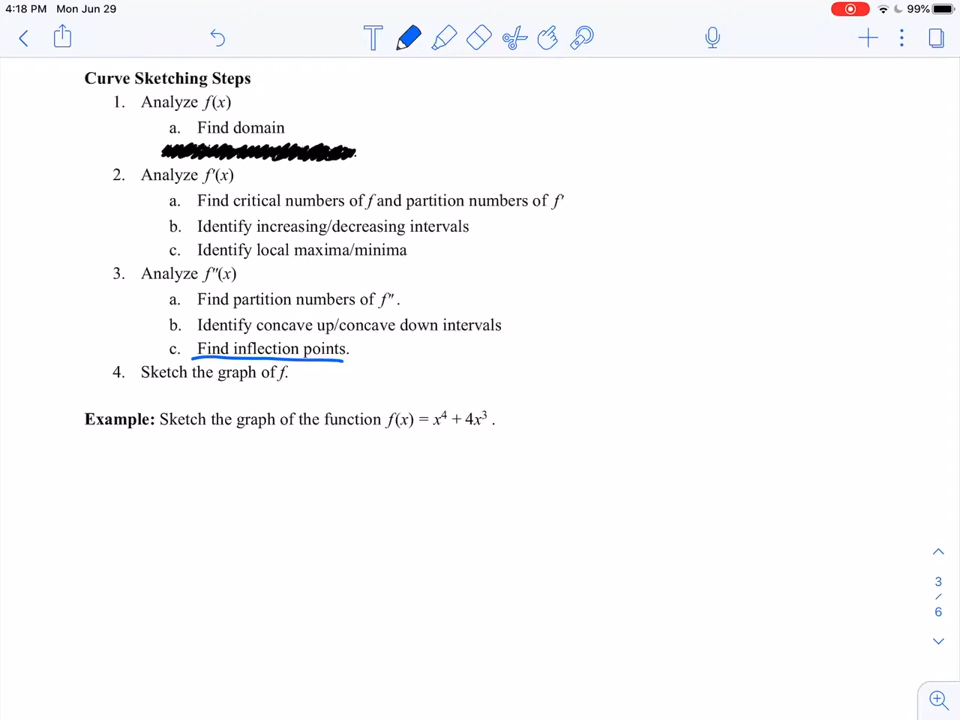 4:18 PM Mon Jun 29
99%
T
Curve Sketching Steps
1. Analyze f(x)
a. Find domain
2. Analyze f′(x)
a. Find critical numbers of f and partition numbers of f′
b. Identify increasing/decreasing intervals
c. Identify local maxima/minima
3. Analyze f″(x)
a. Find partition numbers of f″ .
b. Identify concave up/concave down intervals
c. Find inflection points.
4. Sketch the graph of f.
Example: Sketch the graph of the function f(x) = x⁴ + 4x³ .
3
/
6